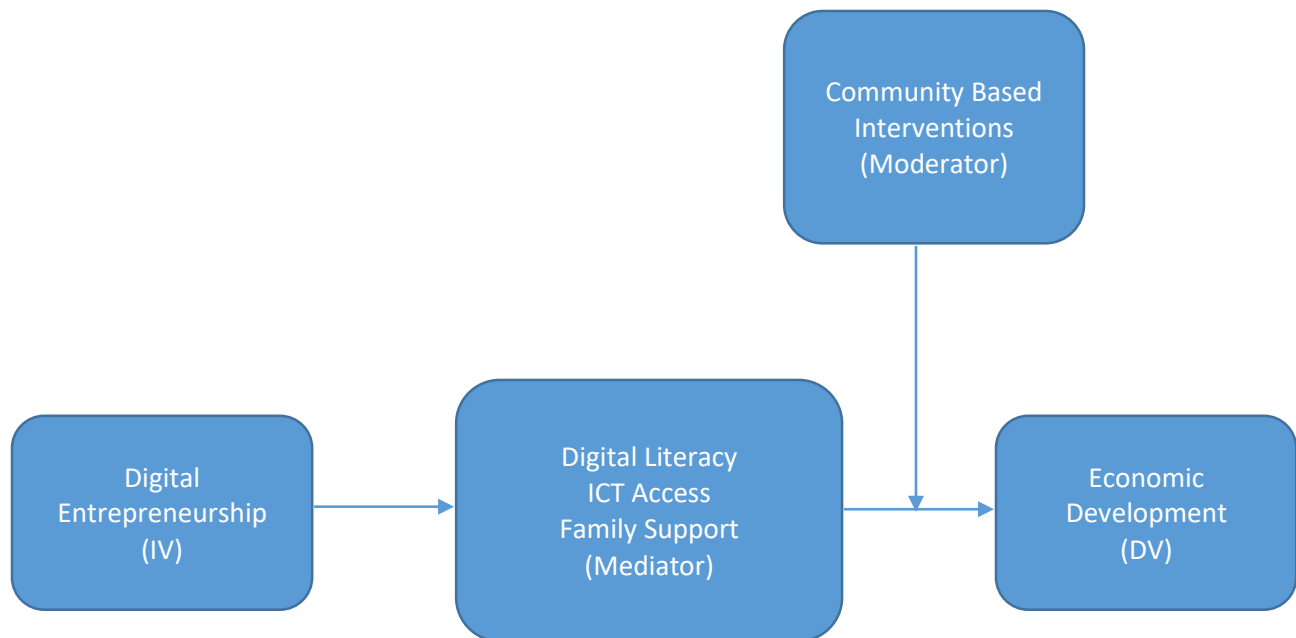 Community Based
Interventions
(Moderator)
Digital
Entrepreneurship
(IV)
Digital Literacy
ICT Access
Family Support
(Mediator)
Economic
Development
(DV)